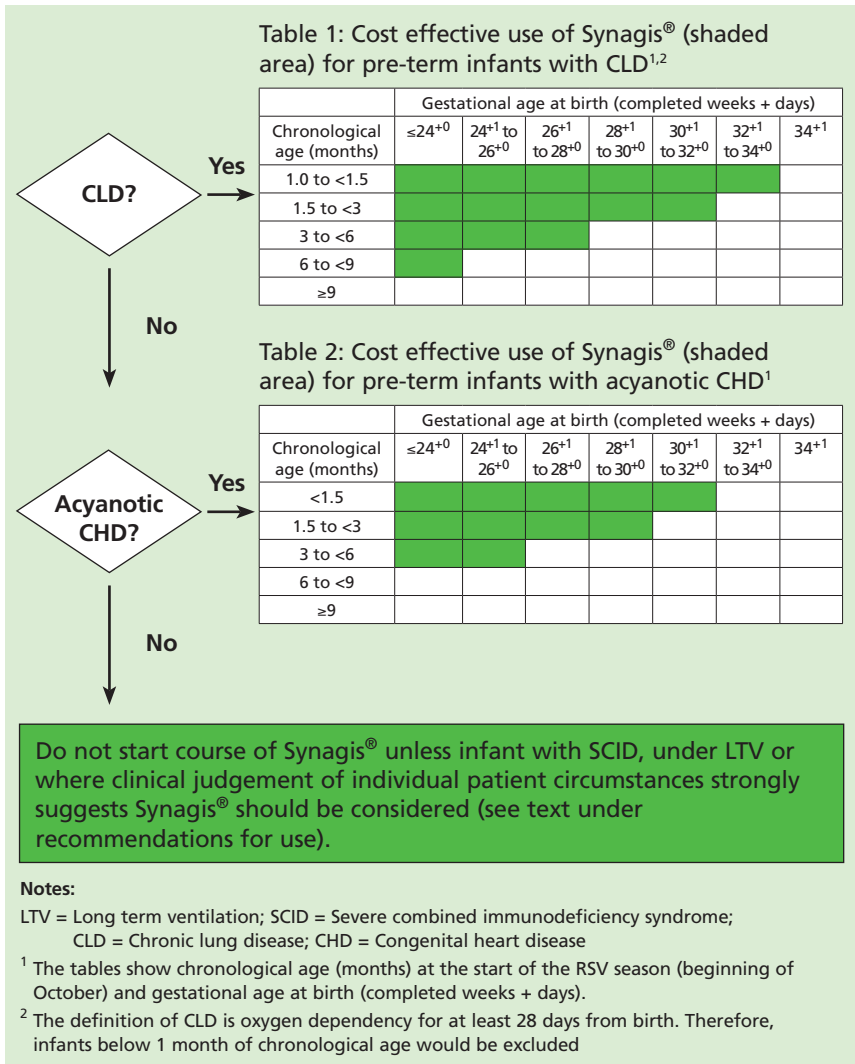 Table 1: Cost effective use of Synagis® (shaded
area) for pre-term infants with CLD¹,²
Gestational age at birth (completed weeks + days)
Chronological age (months) ≤24⁺⁰ 24⁺¹ to 26⁺⁰ 26⁺¹ to 28⁺⁰ 28⁺¹ to 30⁺⁰ 30⁺¹ to 32⁺⁰ 32⁺¹ to 34⁺⁰ 34⁺¹
CLD?
Yes
1.0 to <1.5
1.5 to <3
3 to <6
6 to <9
≥9
No
Table 2: Cost effective use of Synagis® (shaded
area) for pre-term infants with acyanotic CHD¹
Gestational age at birth (completed weeks + days)
Chronological age (months) ≤24⁺⁰ 24⁺¹ to 26⁺⁰ 26⁺¹ to 28⁺⁰ 28⁺¹ to 30⁺⁰ 30⁺¹ to 32⁺⁰ 32⁺¹ to 34⁺⁰ 34⁺¹
Acyanotic
CHD?
Yes
<1.5
1.5 to <3
3 to <6
6 to <9
≥9
No
Do not start course of Synagis® unless infant with SCID, under LTV or
where clinical judgement of individual patient circumstances strongly
suggests Synagis® should be considered (see text under
recommendations for use).
Notes:
LTV = Long term ventilation; SCID = Severe combined immunodeficiency syndrome;
CLD = Chronic lung disease; CHD = Congenital heart disease
¹ The tables show chronological age (months) at the start of the RSV season (beginning of
October) and gestational age at birth (completed weeks + days).
² The definition of CLD is oxygen dependency for at least 28 days from birth. Therefore,
infants below 1 month of chronological age would be excluded